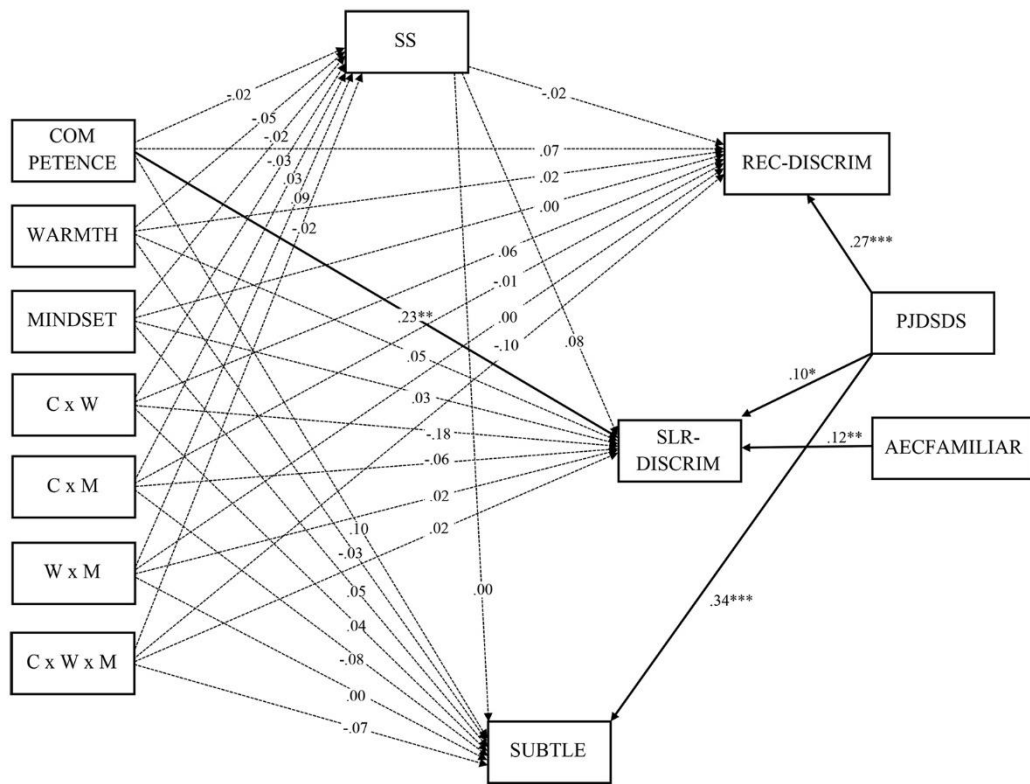 SS
-.02
-.02
-.05
COM
PETENCE
-.02
.07
REC-DISCRIM
-.03
.03
.02
.09
WARMTH
.00
-.02
.27***
.06
-.01
MINDSET
PJDSDS
.00
.23**
-.10
.08
.05
.10*
.03
C x W
-.18
SLR-
DISCRIM
.12**
AECFAMILIAR
-.06
C x M
.02
.02
.10
-.03
W x M
.05
.00
.34***
.04
C x W x M
-.08
.00
-.07
SUBTLE